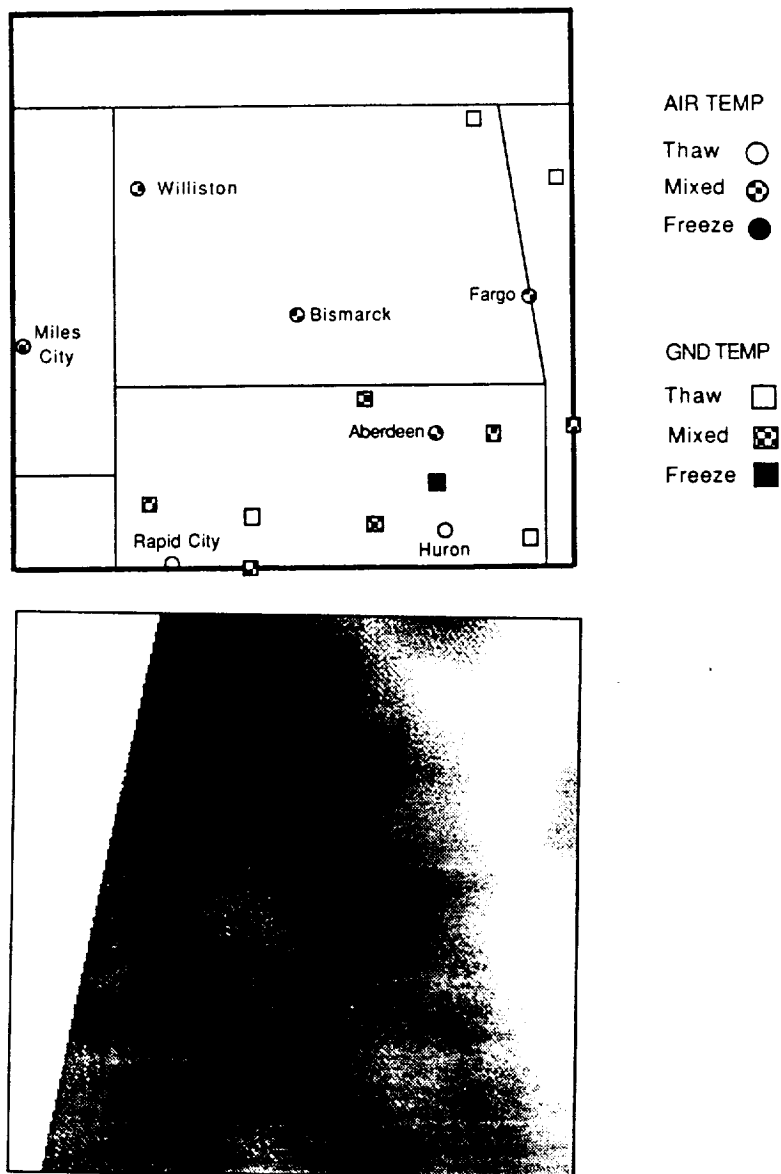 Williston
Bismarck
Fargo
Miles
City
Aberdeen
Rapid City
Huron
AIR TEMP
Thaw
Mixed
Freeze
GND TEMP
Thaw
Mixed
Freeze